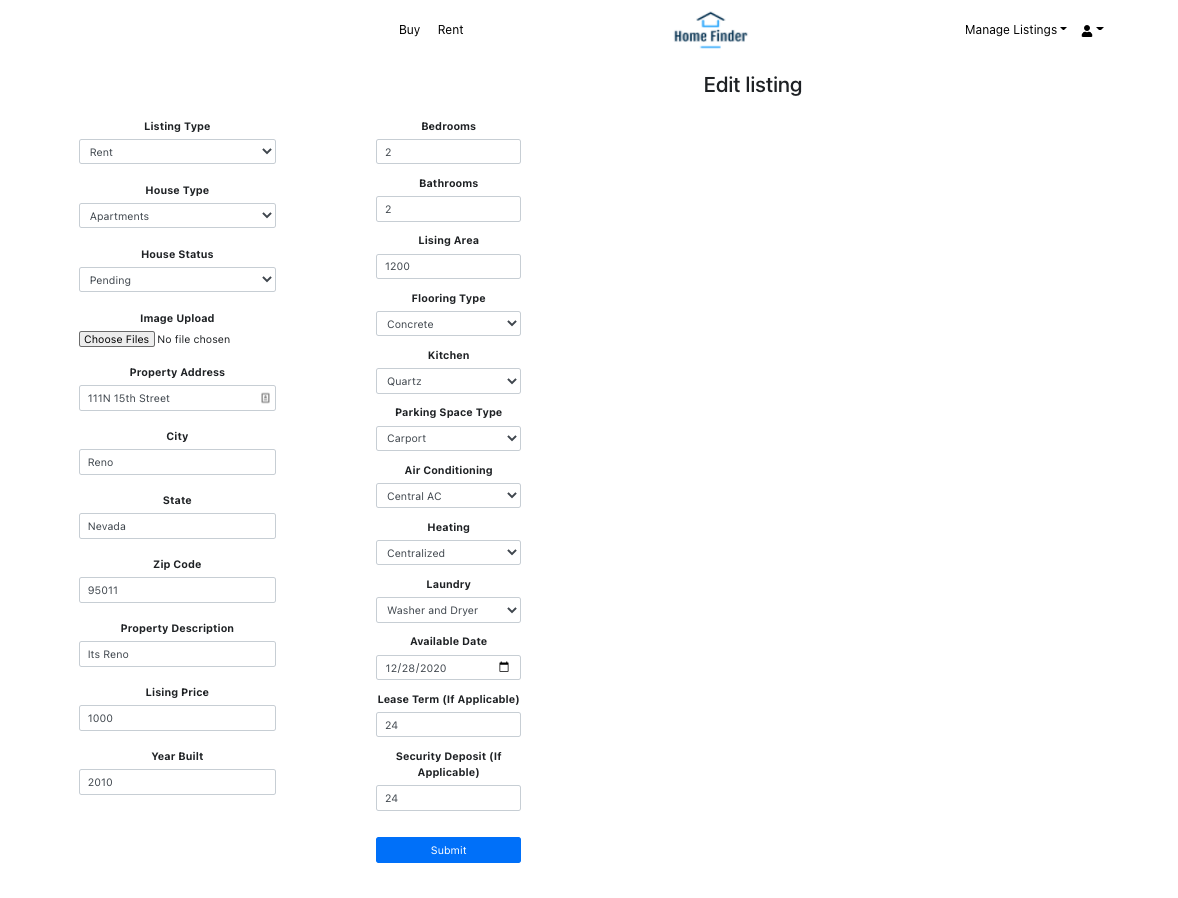 Buy Rent Home Finder Manage Listings
Edit listing
Listing Type
Rent
House Type
Apartments
House Status
Pending
Image Upload
Choose Files No file chosen
Property Address
111N 15th Street
City
Reno
State
Nevada
Zip Code
95011
Property Description
Its Reno
Lising Price
1000
Year Built
2010
Bedrooms
2
Bathrooms
2
Lising Area
1200
Flooring Type
Concrete
Kitchen
Quartz
Parking Space Type
Carport
Air Conditioning
Central AC
Heating
Centralized
Laundry
Washer and Dryer
Available Date
12/28/2020
Lease Term (If Applicable)
24
Security Deposit (If
Applicable)
24
Submit